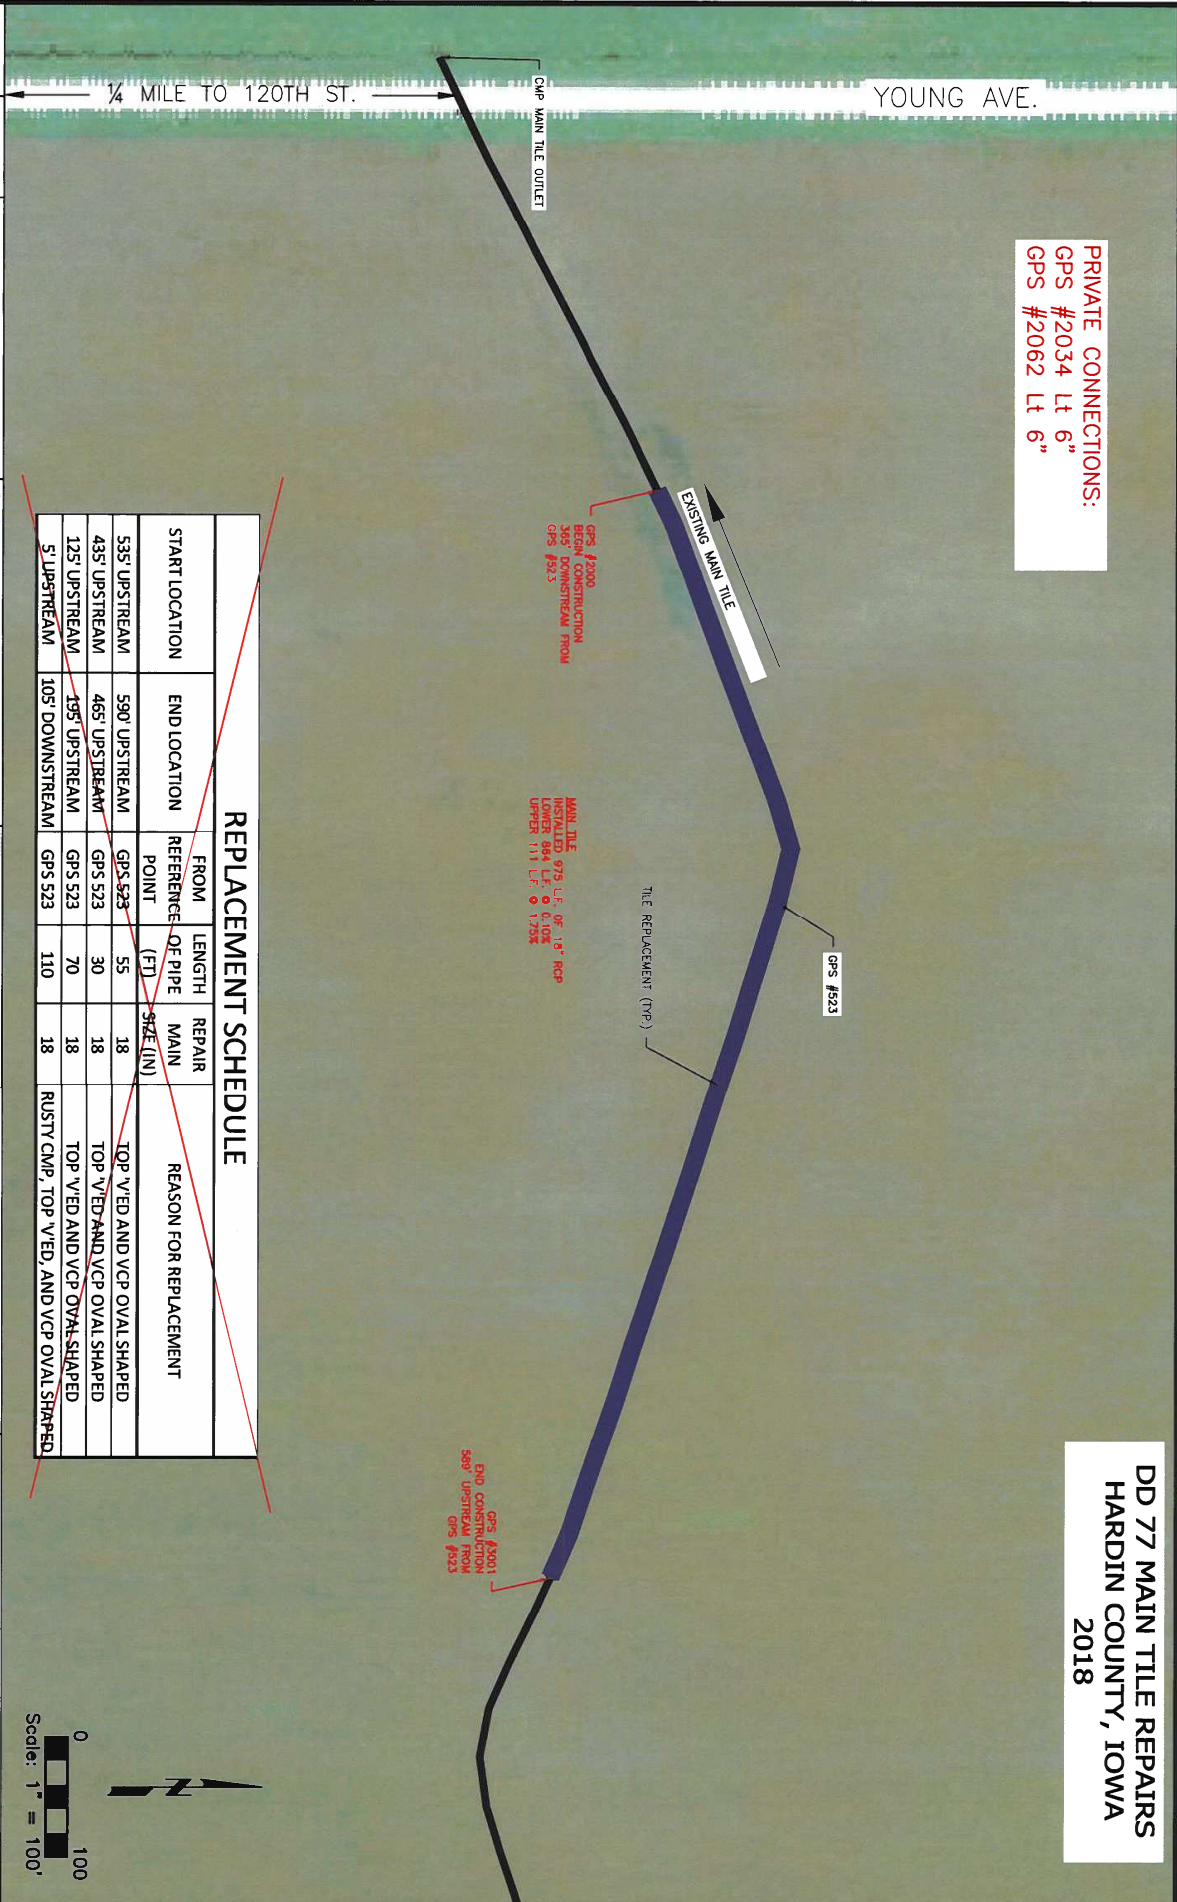 DD 77 MAIN TILE REPAIRS
HARDIN COUNTY, IOWA
2018
PRIVATE CONNECTIONS:
GPS #2034 Lt 6"
GPS #2062 Lt 6"
YOUNG AVE.
¼ MILE TO 120TH ST.
CMP MAIN TILE OUTLET
EXISTING MAIN TILE
GPS #523
TILE REPLACEMENT (TYP.)
GPS #2000
BEGIN CONSTRUCTION
365' DOWNSTREAM FROM
GPS #523
MAIN TILE
INSTALLED 975 L.F. OF 18" RCP
LOWER 864 L.F. @ 0.10%
UPPER 111 L.F. @ 1.75%
GPS #3001
END CONSTRUCTION
589' UPSTREAM FROM
GPS #523
REPLACEMENT SCHEDULE
START LOCATION END LOCATION FROM REFERENCE POINT LENGTH OF PIPE (FT) REPAIR MAIN SIZE (IN) REASON FOR REPLACEMENT
535' UPSTREAM 590' UPSTREAM GPS 523 55 18 TOP 'V'ED AND VCP OVAL SHAPED
435' UPSTREAM 465' UPSTREAM GPS 523 30 18 TOP 'V'ED AND VCP OVAL SHAPED
125' UPSTREAM 195' UPSTREAM GPS 523 70 18 TOP 'V'ED AND VCP OVAL SHAPED
5' UPSTREAM 105' DOWNSTREAM GPS 523 110 18 RUSTY CMP, TOP 'V'ED, AND VCP OVAL SHAPED
N
0 100
Scale: 1" = 100'